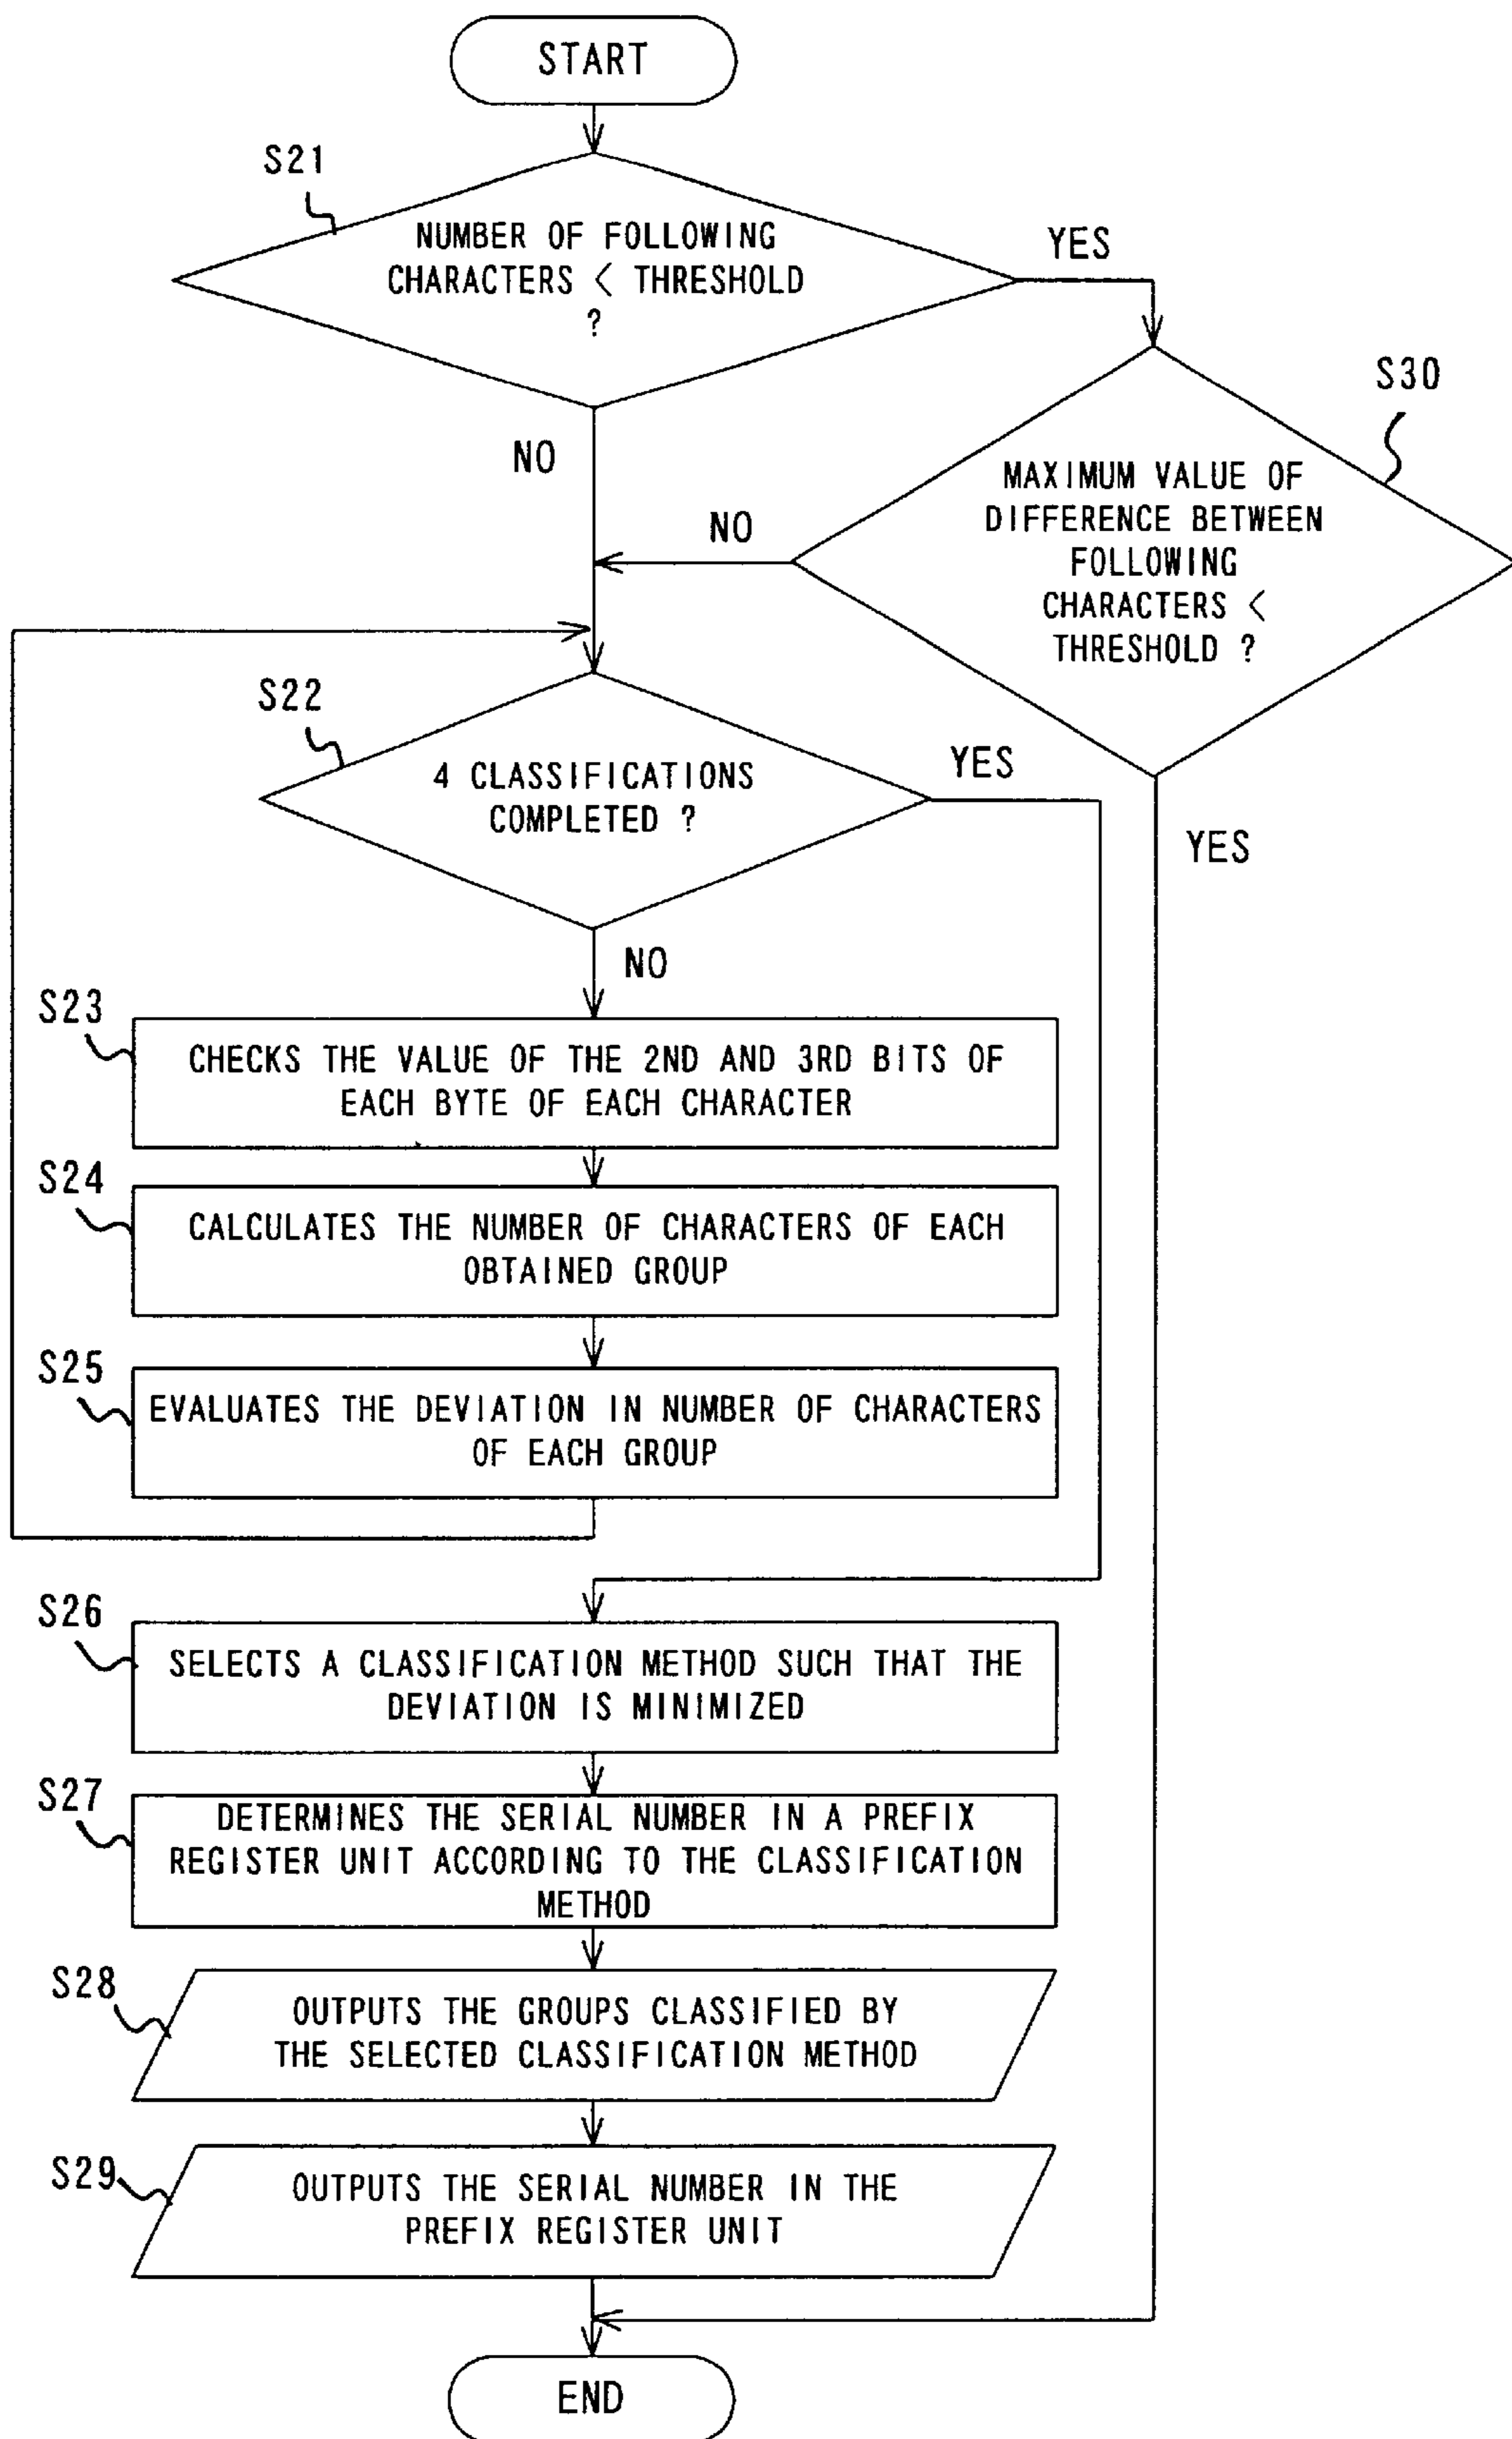 START
S21
NUMBER OF FOLLOWING
CHARACTERS < THRESHOLD
?
YES
S30
NO
MAXIMUM VALUE OF
DIFFERENCE BETWEEN
FOLLOWING
CHARACTERS <
THRESHOLD ?
NO
S22
4 CLASSIFICATIONS
COMPLETED ?
YES
YES
NO
S23
CHECKS THE VALUE OF THE 2ND AND 3RD BITS OF
EACH BYTE OF EACH CHARACTER
S24
CALCULATES THE NUMBER OF CHARACTERS OF EACH
OBTAINED GROUP
S25
EVALUATES THE DEVIATION IN NUMBER OF CHARACTERS
OF EACH GROUP
S26
SELECTS A CLASSIFICATION METHOD SUCH THAT THE
DEVIATION IS MINIMIZED
S27
DETERMINES THE SERIAL NUMBER IN A PREFIX
REGISTER UNIT ACCORDING TO THE CLASSIFICATION
METHOD
S28
OUTPUTS THE GROUPS CLASSIFIED BY
THE SELECTED CLASSIFICATION METHOD
S29
OUTPUTS THE SERIAL NUMBER IN THE
PREFIX REGISTER UNIT
END